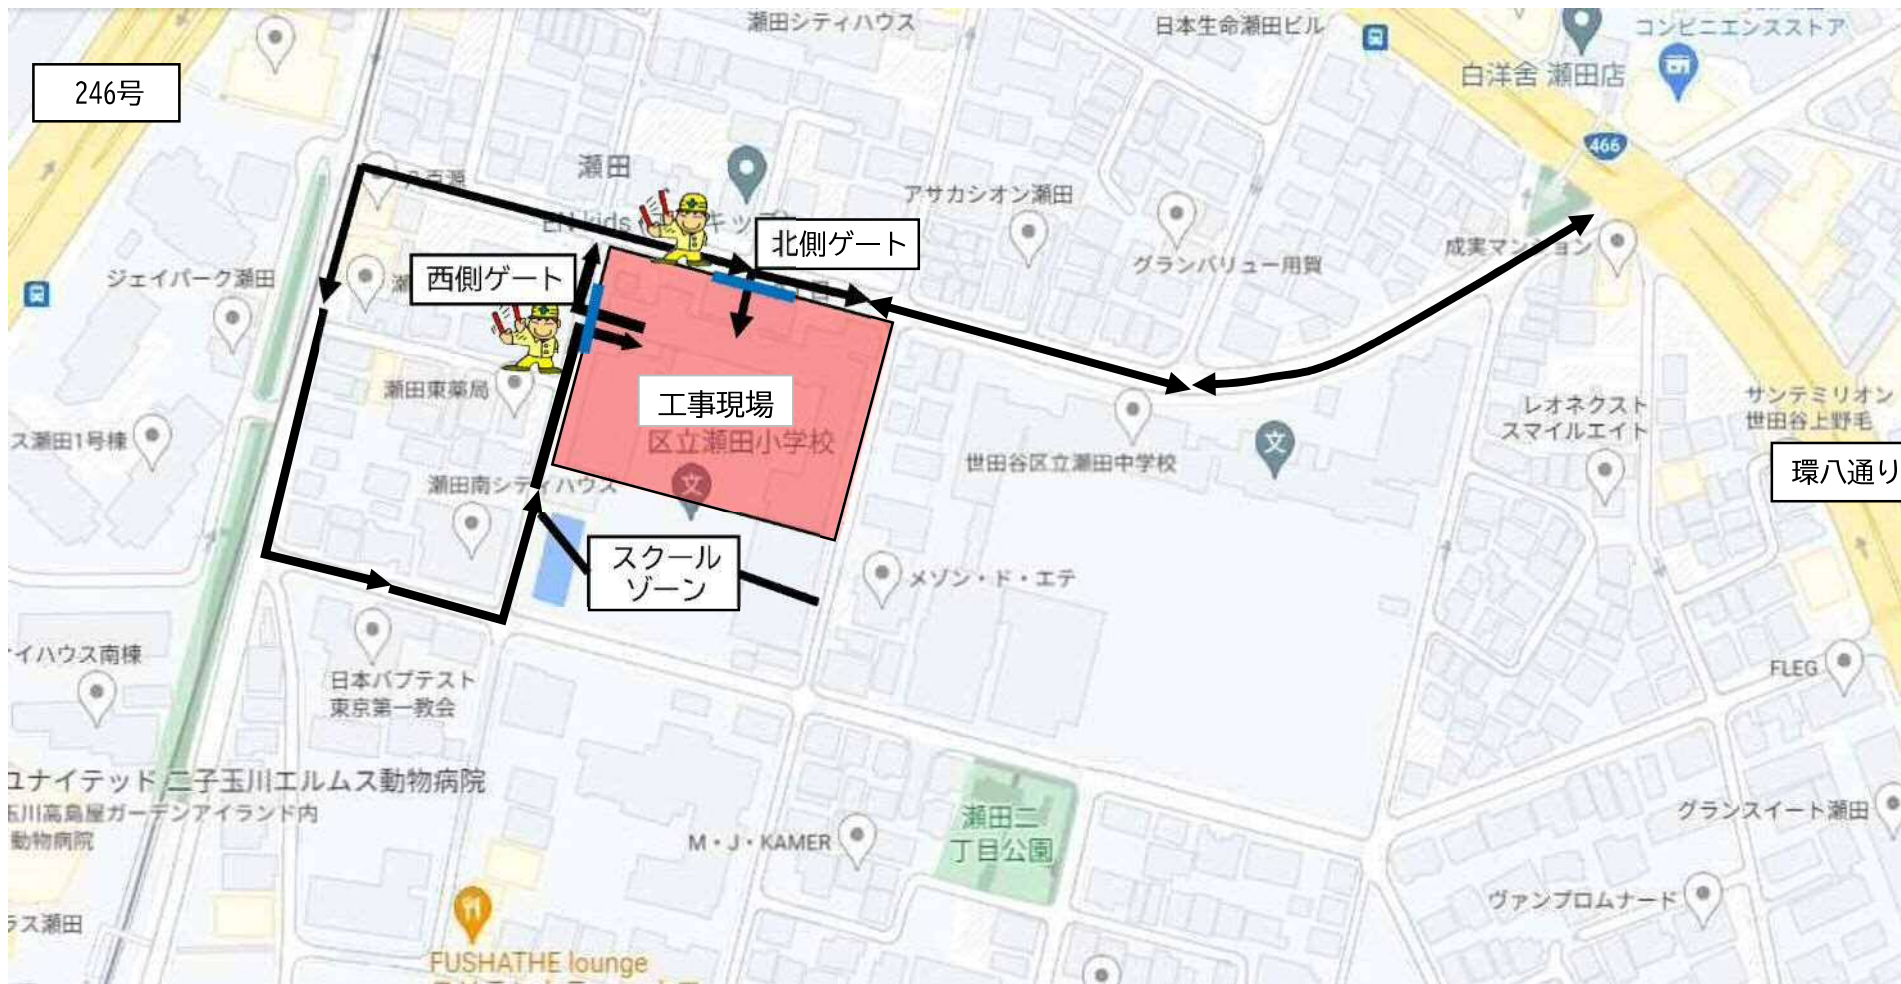 瀬田シティハウス
日本生命瀬田ビル
コンビニエンスストア
白洋舍 瀬田店
246号
466
瀬田
八百源
アサカシオン瀬田
北側ゲート
成実マンション
グランバリュー用賀
ジェイパーク瀬田
西側ゲート
瀬田東薬局
工事現場
レオネクスト
スマイルエイト
サンテミリオン
世田谷上野毛
ス瀬田1号棟
区立瀬田小学校
文
世田谷区立瀬田中学校
環八通り
瀬田南シティハウス
文
スクール
ゾーン
メゾン・ド・エテ
イハウス南棟
日本バプテスト
東京第一教会
FLEG
ユナイテッド 二子玉川エルムス動物病院
玉川高島屋ガーデンアイランド内
動物病院
瀬田二
丁目公園
M・J・KAMER
グランスイート瀬田
ヴァンプロムナード
ラス瀬田
FUSHATHE lounge